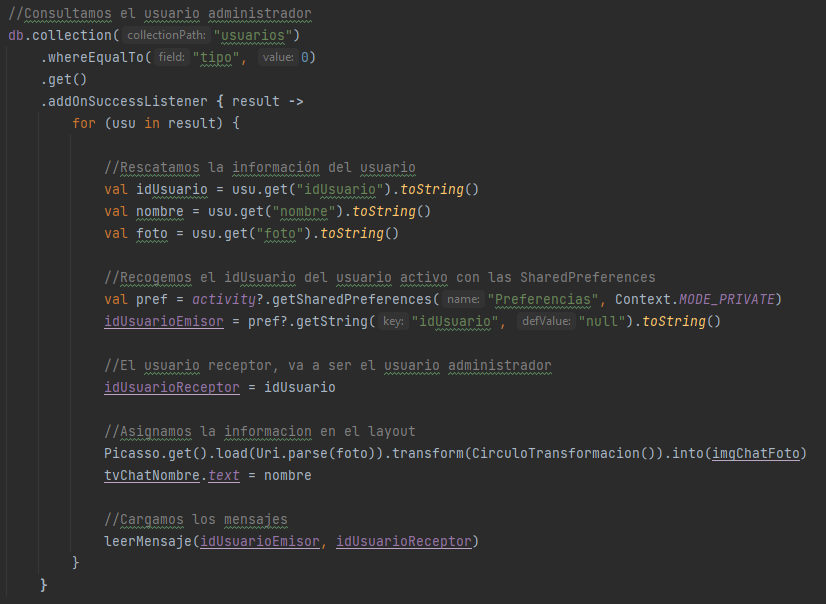 //Consultamos el usuario administrador
db.collection( collectionPath: "usuarios")
.whereEqualTo( field: "tipo", value: 0)
.get()
.addOnSuccessListener { result ->
for (usu in result) {
//Rescatamos la información del usuario
val idUsuario = usu.get("idUsuario").toString()
val nombre = usu.get("nombre").toString()
val foto = usu.get("foto").toString()
//Recogemos el idUsuario del usuario activo con las SharedPreferences
val pref = activity?.getSharedPreferences( name: "Preferencias", Context.MODE_PRIVATE)
idUsuarioEmisor = pref?.getString( key: "idUsuario", defValue: "null").toString()
//El usuario receptor, va a ser el usuario administrador
idUsuarioReceptor = idUsuario
//Asignamos la informacion en el layout
Picasso.get().load(Uri.parse(foto)).transform(CirculoTransformacion()).into(imgChatFoto)
tvChatNombre.text = nombre
//Cargamos los mensajes
leerMensaje(idUsuarioEmisor, idUsuarioReceptor)
}
}